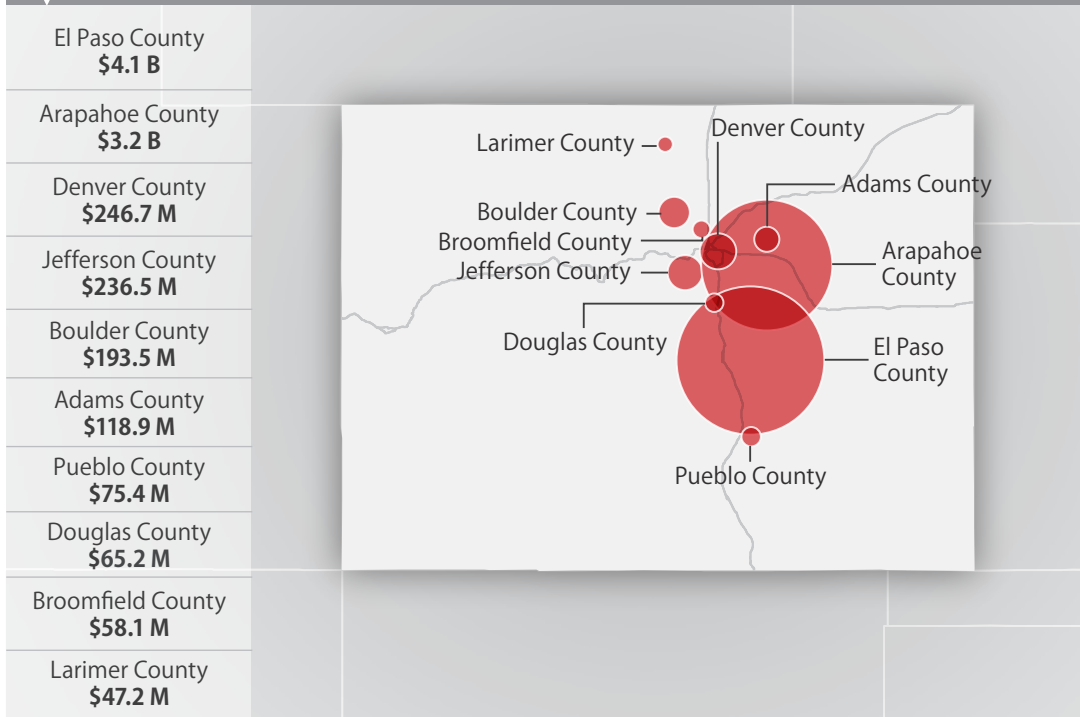 El Paso County
$4.1 B
Arapahoe County
$3.2 B
Denver County
$246.7 M
Jefferson County
$236.5 M
Boulder County
$193.5 M
Adams County
$118.9 M
Pueblo County
$75.4 M
Douglas County
$65.2 M
Broomfield County
$58.1 M
Larimer County
$47.2 M
Larimer County
Denver County
Adams County
Boulder County
Broomfield County
Arapahoe
County
Jefferson County
Douglas County
El Paso
County
Pueblo County